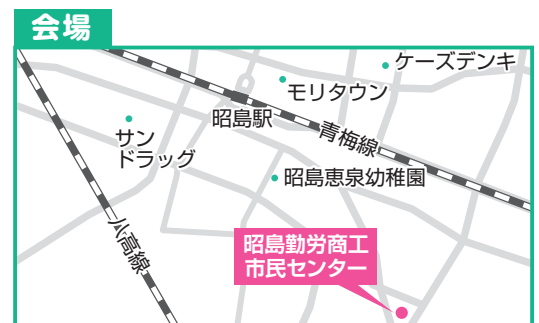 会場
ケーズデンキ
モリタウン
昭島駅
青梅線
サン
ドラッグ
昭島恵泉幼稚園
八高線
昭島勤労商工
市民センター